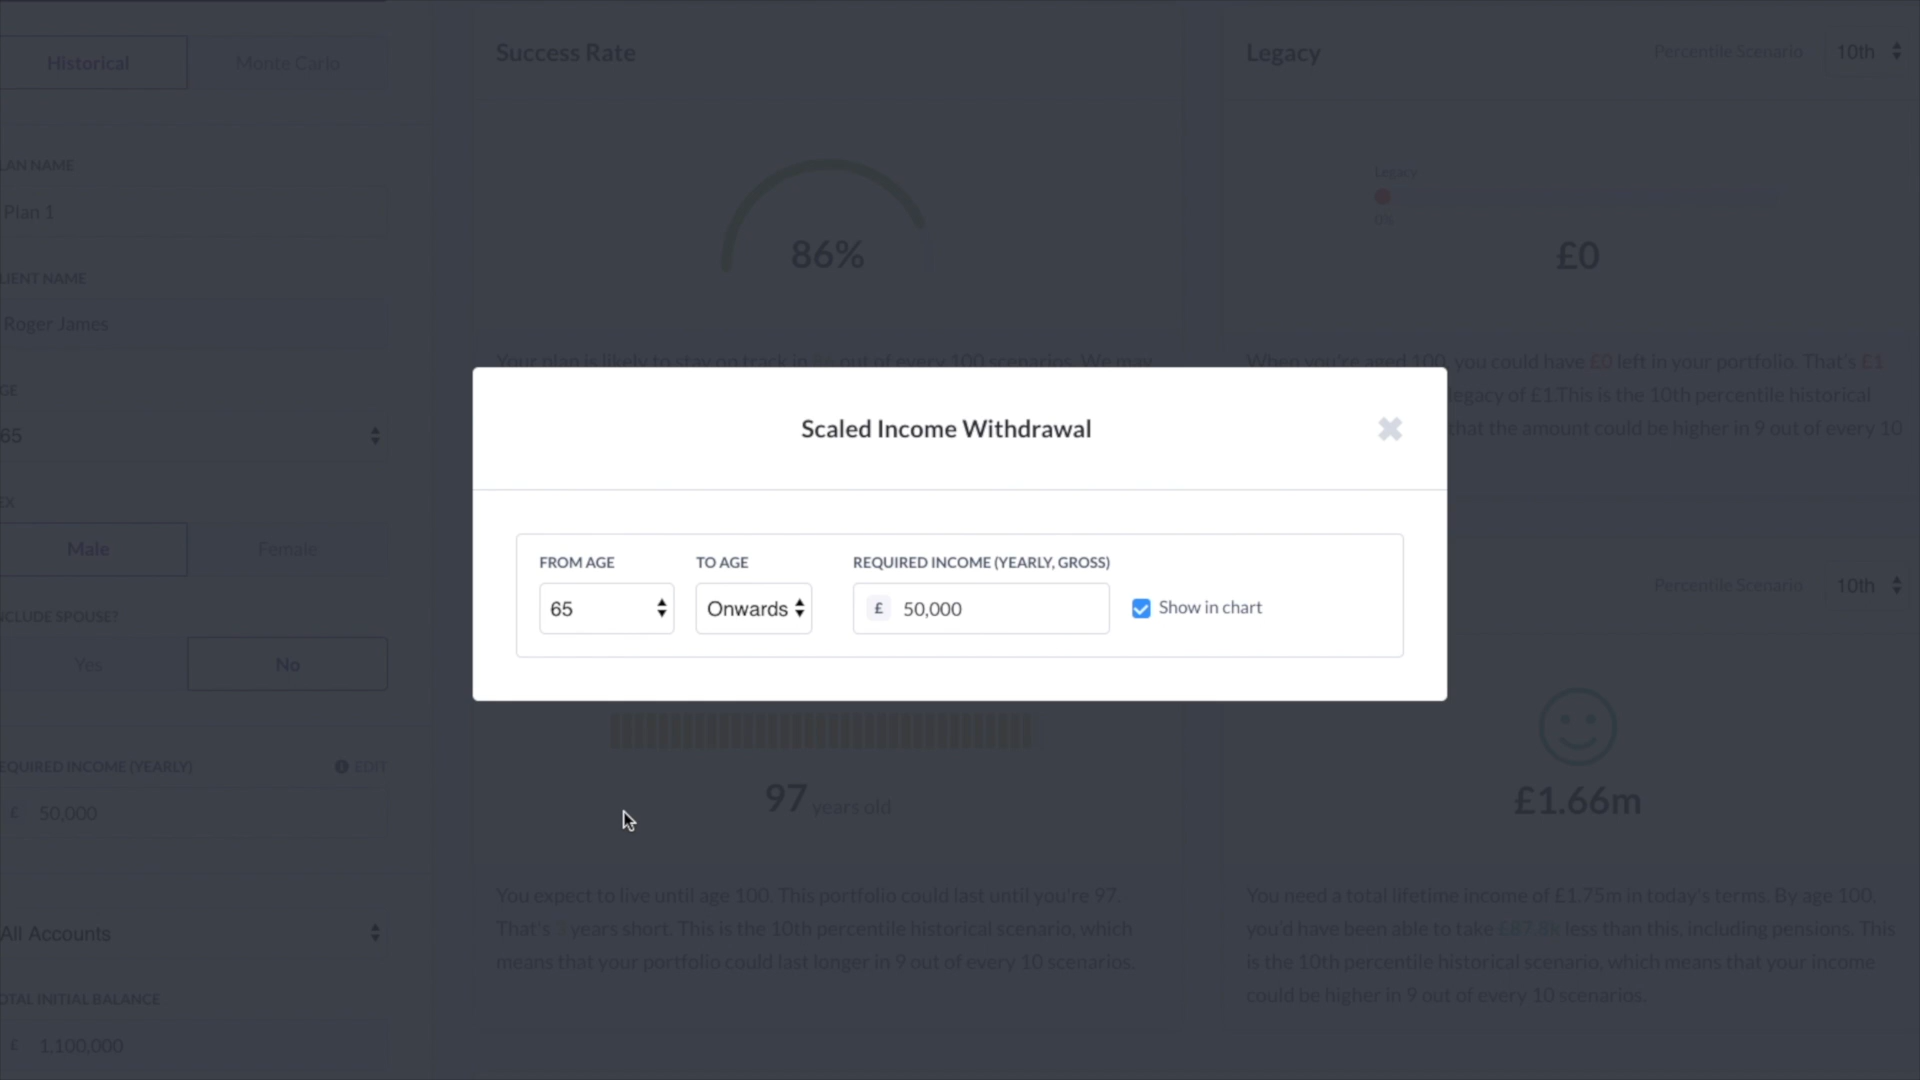 Historical
Monte Carlo
Success Rate
Legacy
Percentile Scenario
10th
LAN NAME
Plan 1
86%
Legacy
0%
£0
LIENT NAME
Roger James
Your plan is likely to stay on track in 86 out of every 100 scenarios. We may
When you're aged 100, you could have £0 left in your portfolio. That's £1
legacy of £1.This is the 10th percentile historical
that the amount could be higher in 9 out of every 10
GE
65
Scaled Income Withdrawal
EX
Male
Female
FROM AGE
TO AGE
REQUIRED INCOME (YEARLY, GROSS)
65
Onwards
£ 50,000
Show in chart
Percentile Scenario
10th
NCLUDE SPOUSE?
Yes
No
EQUIRED INCOME (YEARLY)
EDIT
£ 50,000
97 years old
£1.66m
You expect to live until age 100. This portfolio could last until you're 97.
That's 3 years short. This is the 10th percentile historical scenario, which
means that your portfolio could last longer in 9 out of every 10 scenarios.
You need a total lifetime income of £1.75m in today's terms. By age 100,
you'd have been able to take £87.8k less than this, including pensions. This
is the 10th percentile historical scenario, which means that your income
could be higher in 9 out of every 10 scenarios.
All Accounts
OTAL INITIAL BALANCE
£ 1,100,000